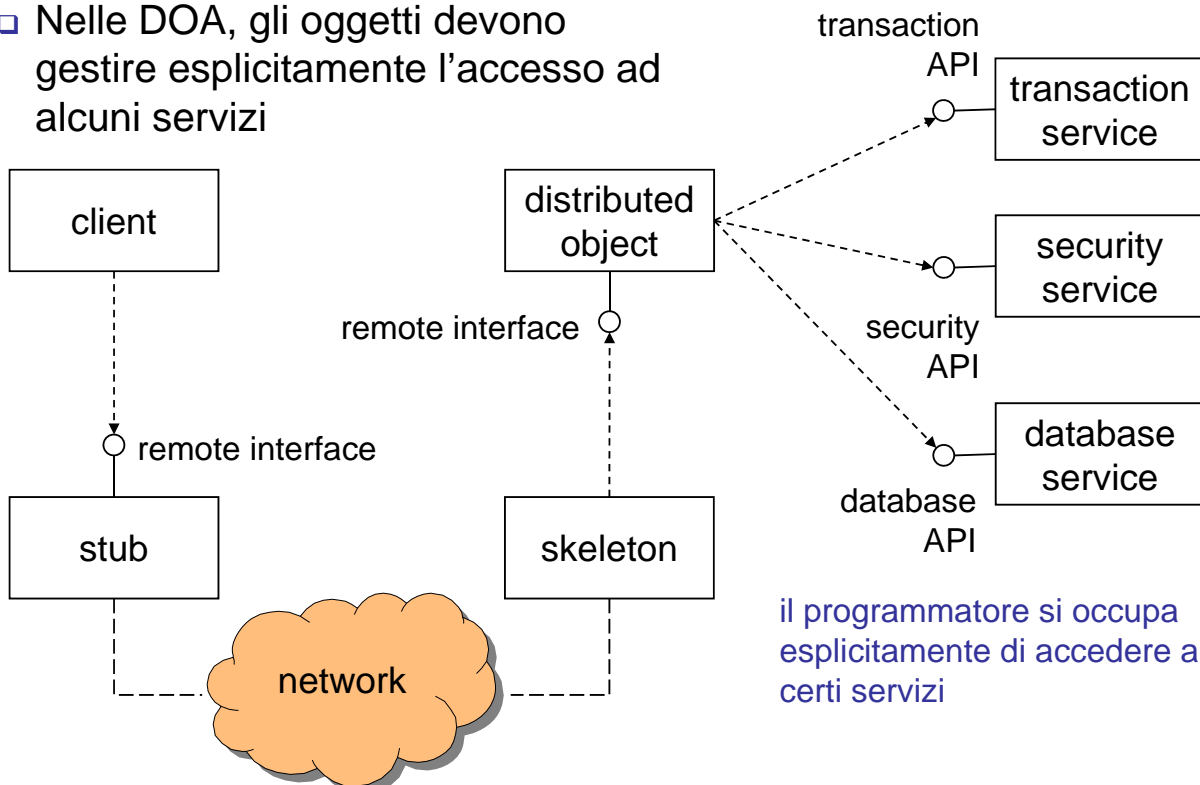 Nelle DOA, gli oggetti devono
gestire esplicitamente l'accesso ad
alcuni servizi
transaction
API
transaction
service
client
distributed
object
security
service
remote interface
security
API
remote interface
database
service
database
API
stub
skeleton
il programmatore si occupa
esplicitamente di accedere a
certi servizi
network